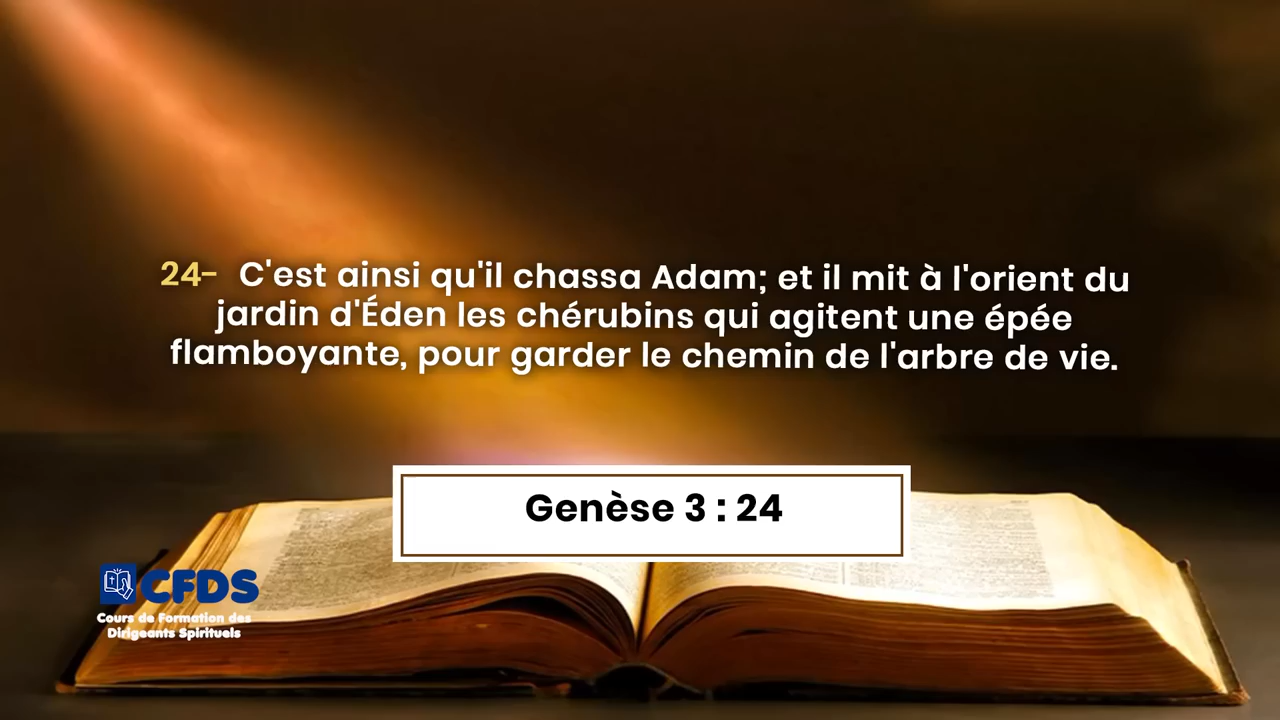 24- C'est ainsi qu'il chassa Adam; et il mit à l'orient du
jardin d'Éden les chérubins qui agitent une épée
flamboyante, pour garder le chemin de l'arbre de vie.
Genèse 3 : 24
CFDS
Cours de Formation des
Dirigeants Spirituels